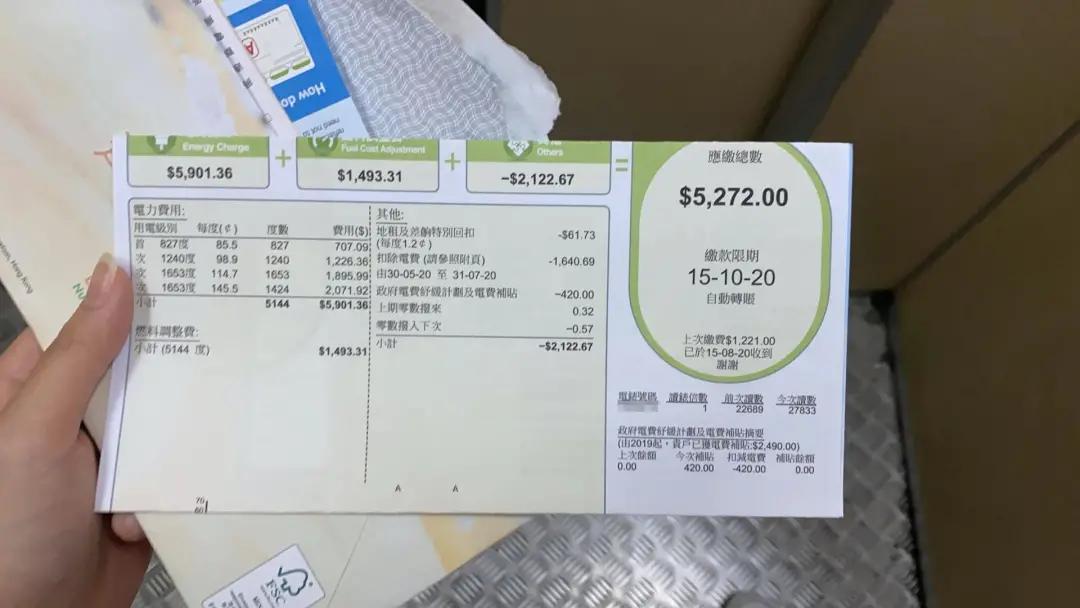 How do
need not to
Energy Charge
$5,901.36
+
Fuel Cost Adjustment
$1,493.31
+
Others
−$2,122.67
=
應繳總數
$5,272.00
繳款限期
15-10-20
自動轉賬
上次繳費$1,221.00
已於15-08-20收到
謝謝
電力費用:
用電級別 每度(¢) 度數 費用($)
首 827度 85.5 827 707.09
次 1240度 98.9 1240 1,226.36
次 1653度 114.7 1653 1,895.99
次 1653度 145.5 1424 2,071.92
小計 5144 $5,901.36
燃料調整費:
小計 (5144 度) $1,493.31
其他:
地租及差餉特別回扣 -$61.73
(每度1.2¢)
扣除電費 (請參照附頁) -1,640.69
由30-05-20 至 31-07-20
政府電費紓緩計劃及電費補貼 -420.00
上期零數撥來 0.32
零數撥入下次 -0.57
小計 −$2,122.67
電錶號碼 讀錶倍數 前次讀數 今次讀數
1 22689 27833
政府電費紓緩計劃及電費補貼摘要
(由2019起，貴戶已獲電費補貼:$2,490.00)
上次餘額 今次補貼 扣減電費 補貼餘額
0.00 420.00 -420.00 0.00
A A
70
60
FSC